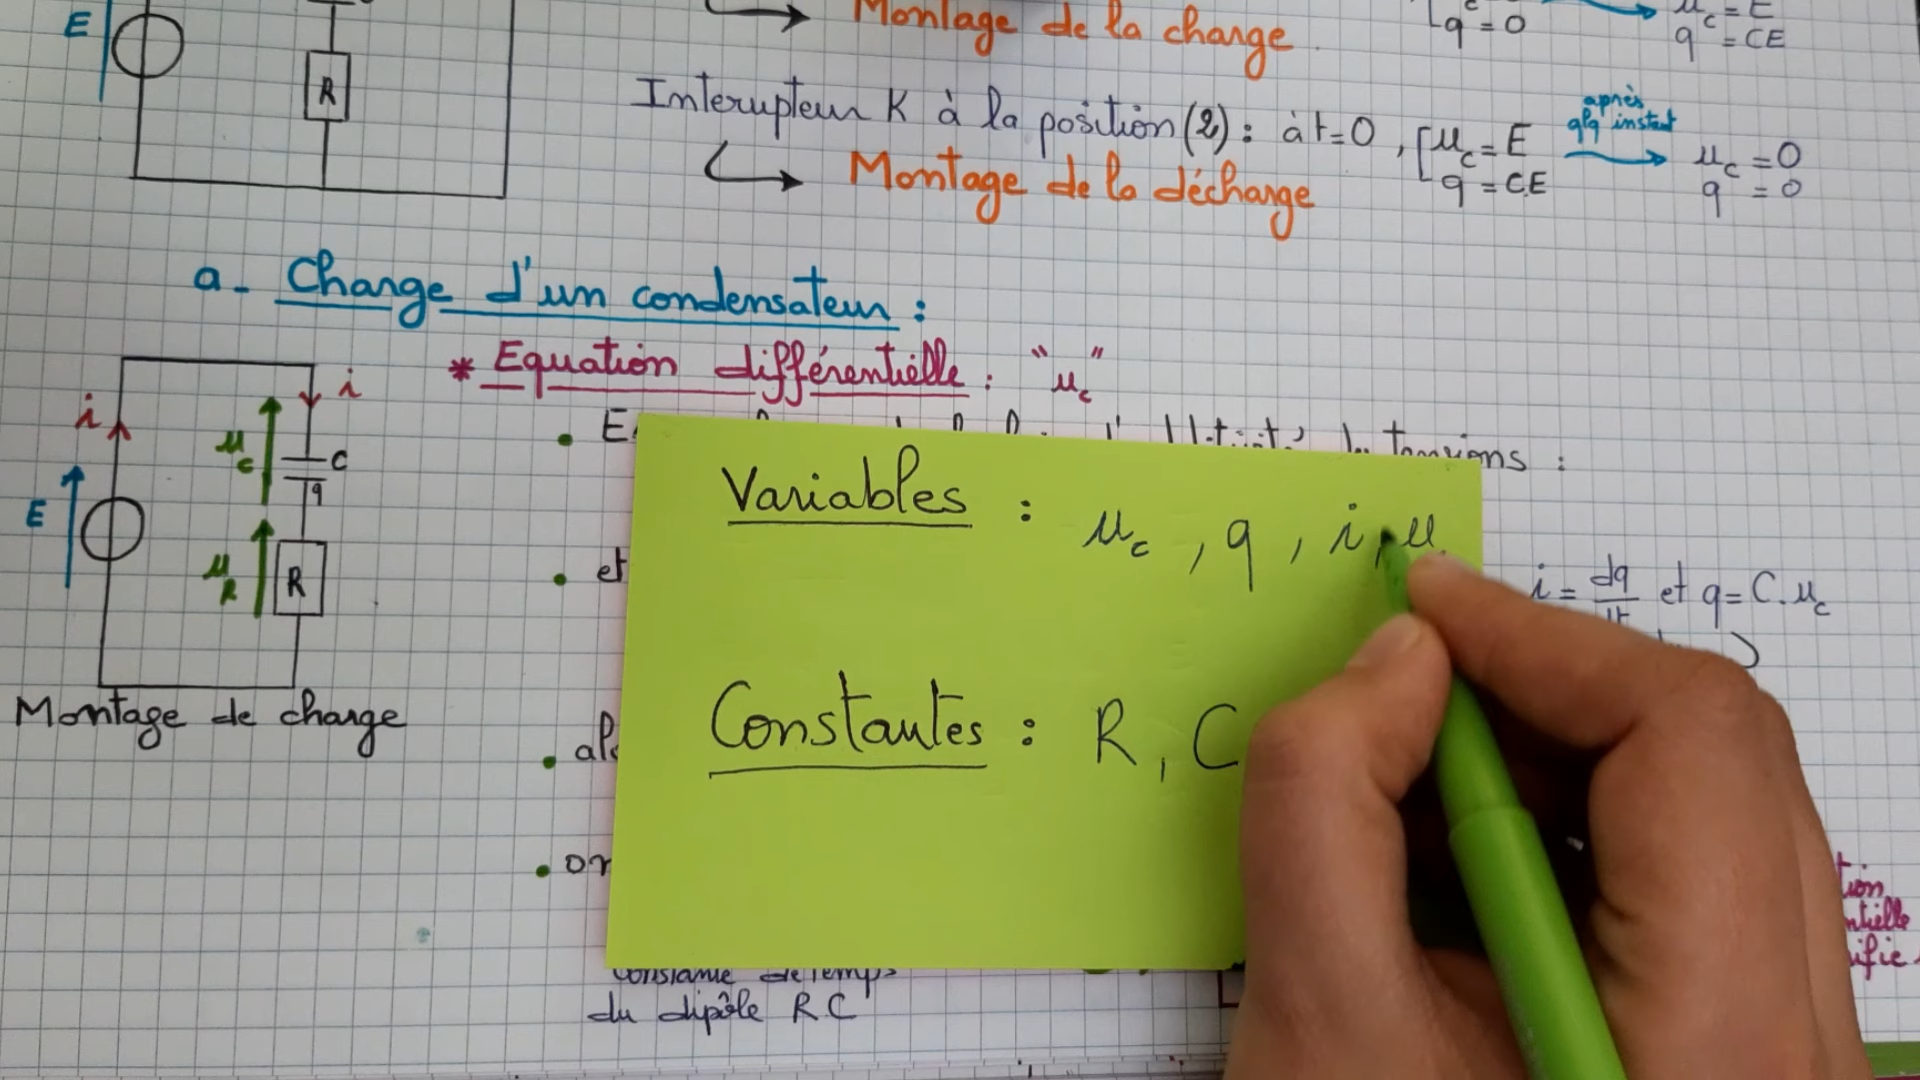 E
R
Montage de la charge.
q = 0
u_c = E
q = CE
Interupteur K à la position (2) : à t=0 , [u_c = E
q = CE
après
qlq instant
u_c = 0
q = 0
Montage de la décharge
a- Charge d'un condensateur :
* Equation différentielle : "u_c"
i
i
u_c
C
q
E
u_R
R
Montage de charge
tensions :
• et
i = dq et q = C.u_c
Variables : u_c , q , i , u
Constantes : R , C
du dipôle RC